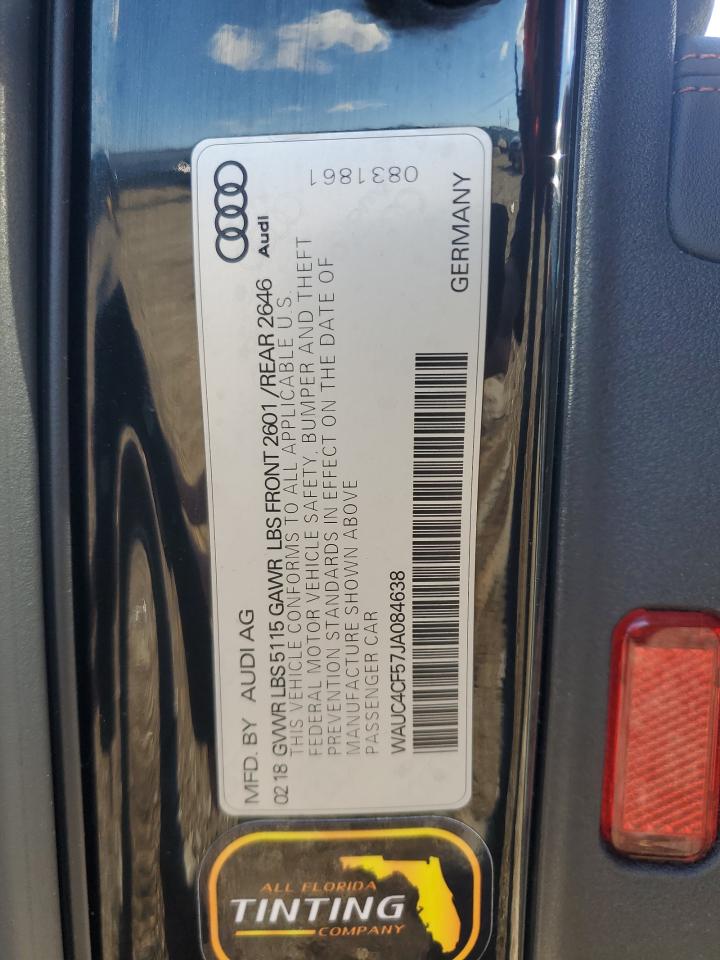 MFD. BY AUDI AG
Audi
02 18 GVWR LBS 5115 GAWR LBS FRONT 2601 /REAR 2646
THIS VEHICLE CONFORMS TO ALL APPLICABLE U.S.
FEDERAL MOTOR VEHICLE SAFETY, BUMPER AND THEFT
PREVENTION STANDARDS IN EFFECT ON THE DATE OF
MANUFACTURE SHOWN ABOVE
PASSENGER CAR
0831861
WAUC4CF57JA084638
GERMANY
ALL FLORIDA
TINTING
COMPANY